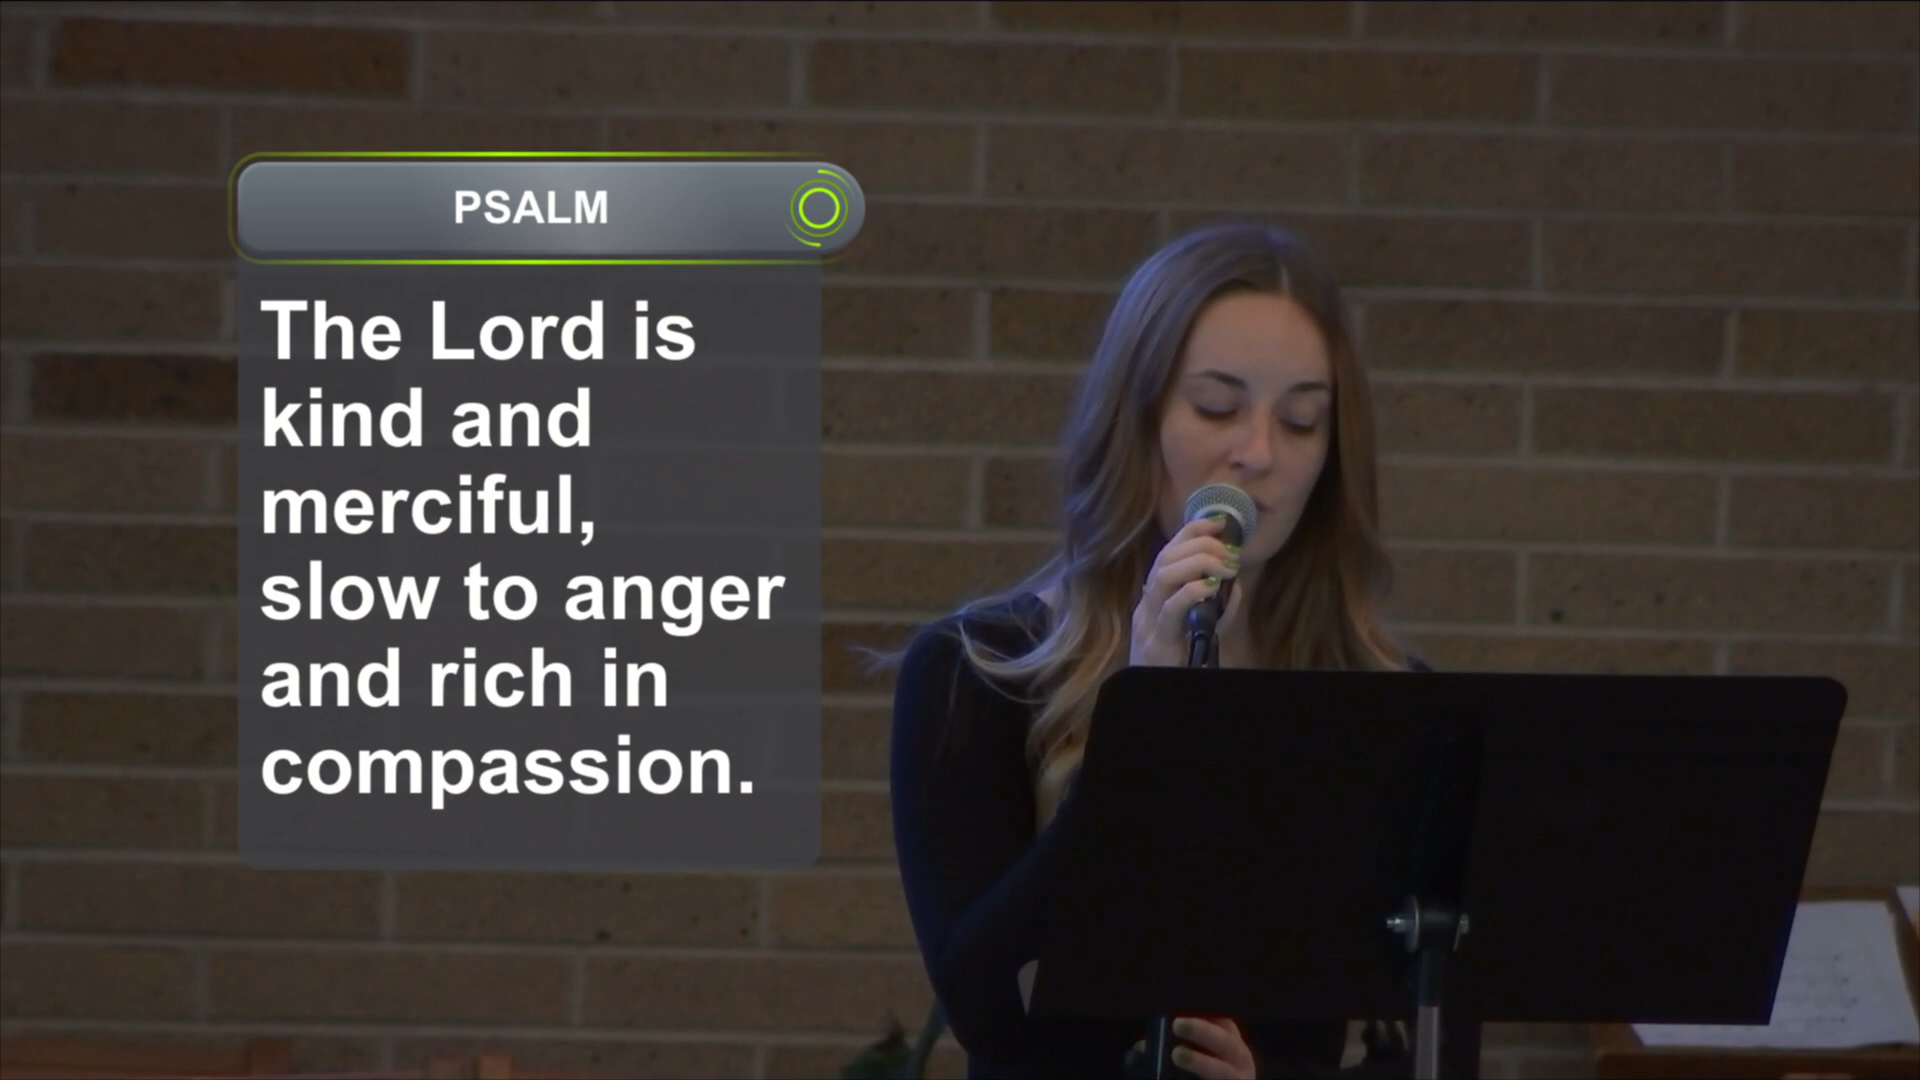 PSALM
The Lord is
kind and
merciful,
slow to anger
and rich in
compassion.